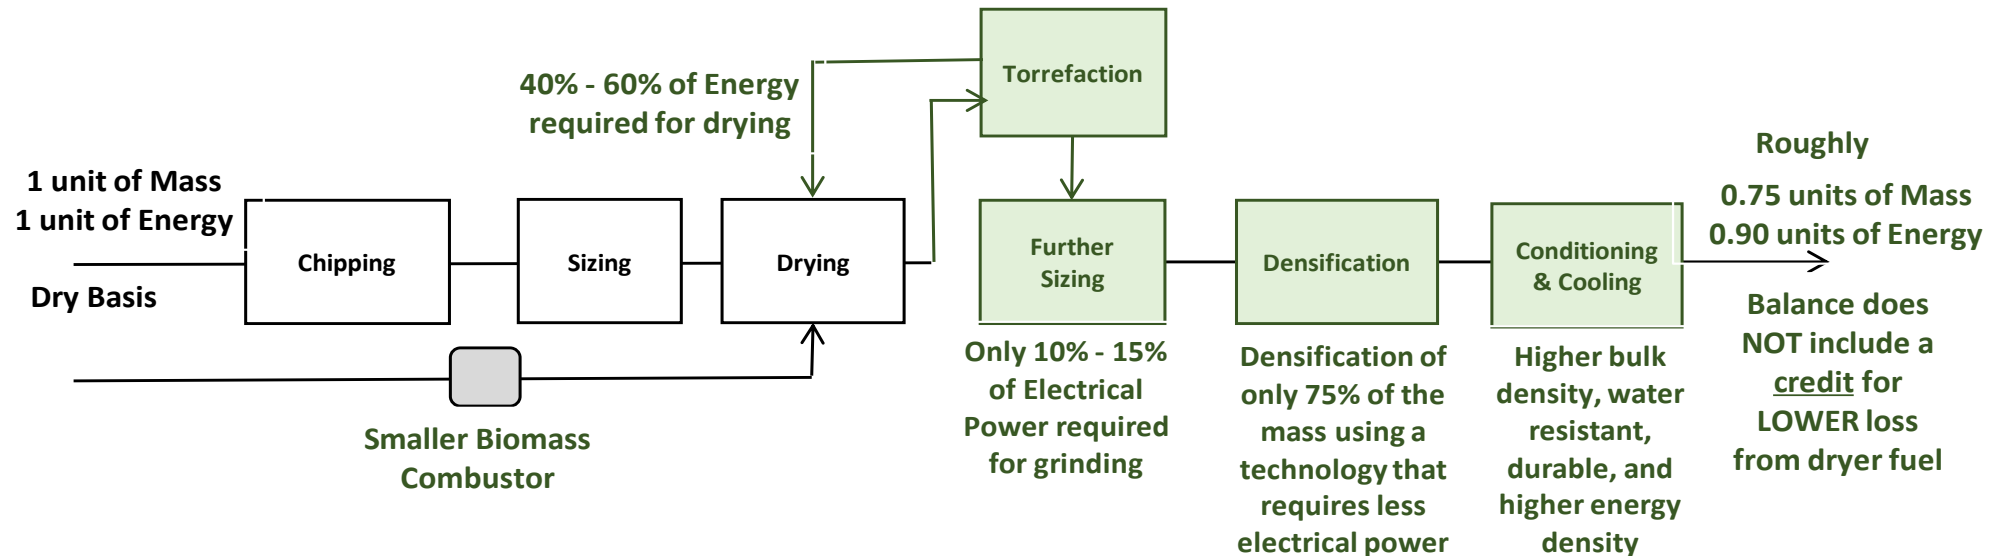 Torrefaction
40% - 60% of Energy
required for drying
1 unit of Mass
1 unit of Energy
Dry Basis
Chipping
Sizing
Drying
Further
Sizing
Densification
Conditioning
& Cooling
Roughly
0.75 units of Mass
0.90 units of Energy
Smaller Biomass
Combustor
Only 10% - 15%
of Electrical
Power required
for grinding
Densification of
only 75% of the
mass using a
technology that
requires less
electrical power
Higher bulk
density, water
resistant,
durable, and
higher energy
density
Balance does
NOT include a
credit for
LOWER loss
from dryer fuel